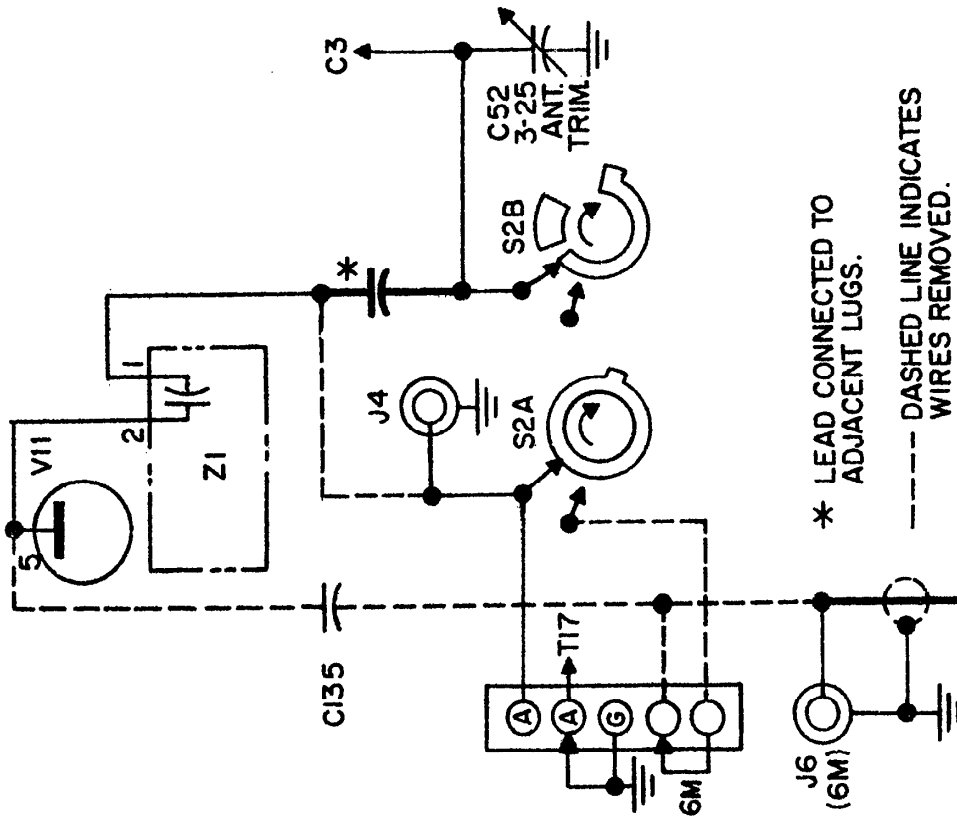 C3
C52
3-25
ANT.
TRIM.
S2B
*
1
2
V11
5
Z1
J4
S2A
C135
T17
A
A
G
6M
J6
(6M)
* LEAD CONNECTED TO
ADJACENT LUGS.
---- DASHED LINE INDICATES
WIRES REMOVED.